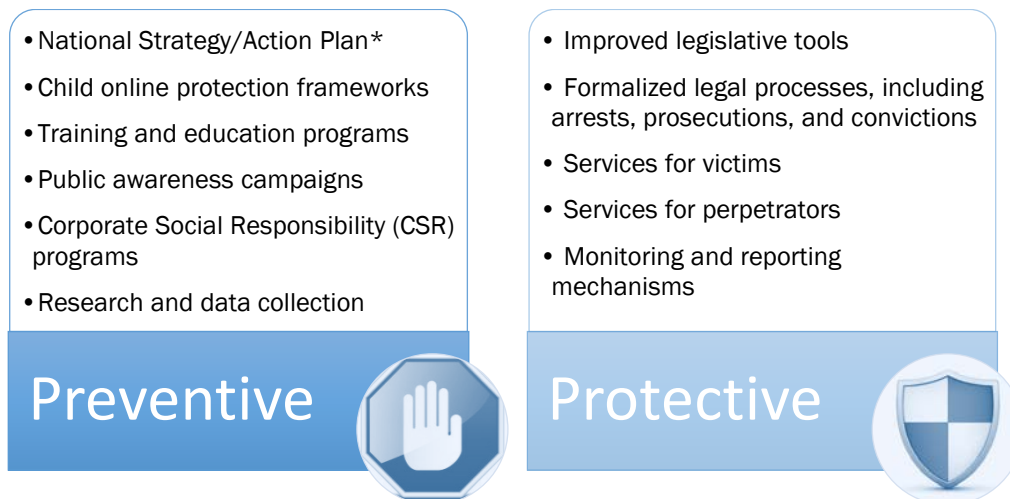 •National Strategy/Action Plan*
•Child online protection frameworks
•Training and education programs
•Public awareness campaigns
•Corporate Social Responsibility (CSR)
programs
•Research and data collection
Preventive
• Improved legislative tools
• Formalized legal processes, including
arrests, prosecutions, and convictions
• Services for victims
• Services for perpetrators
• Monitoring and reporting
mechanisms
Protective